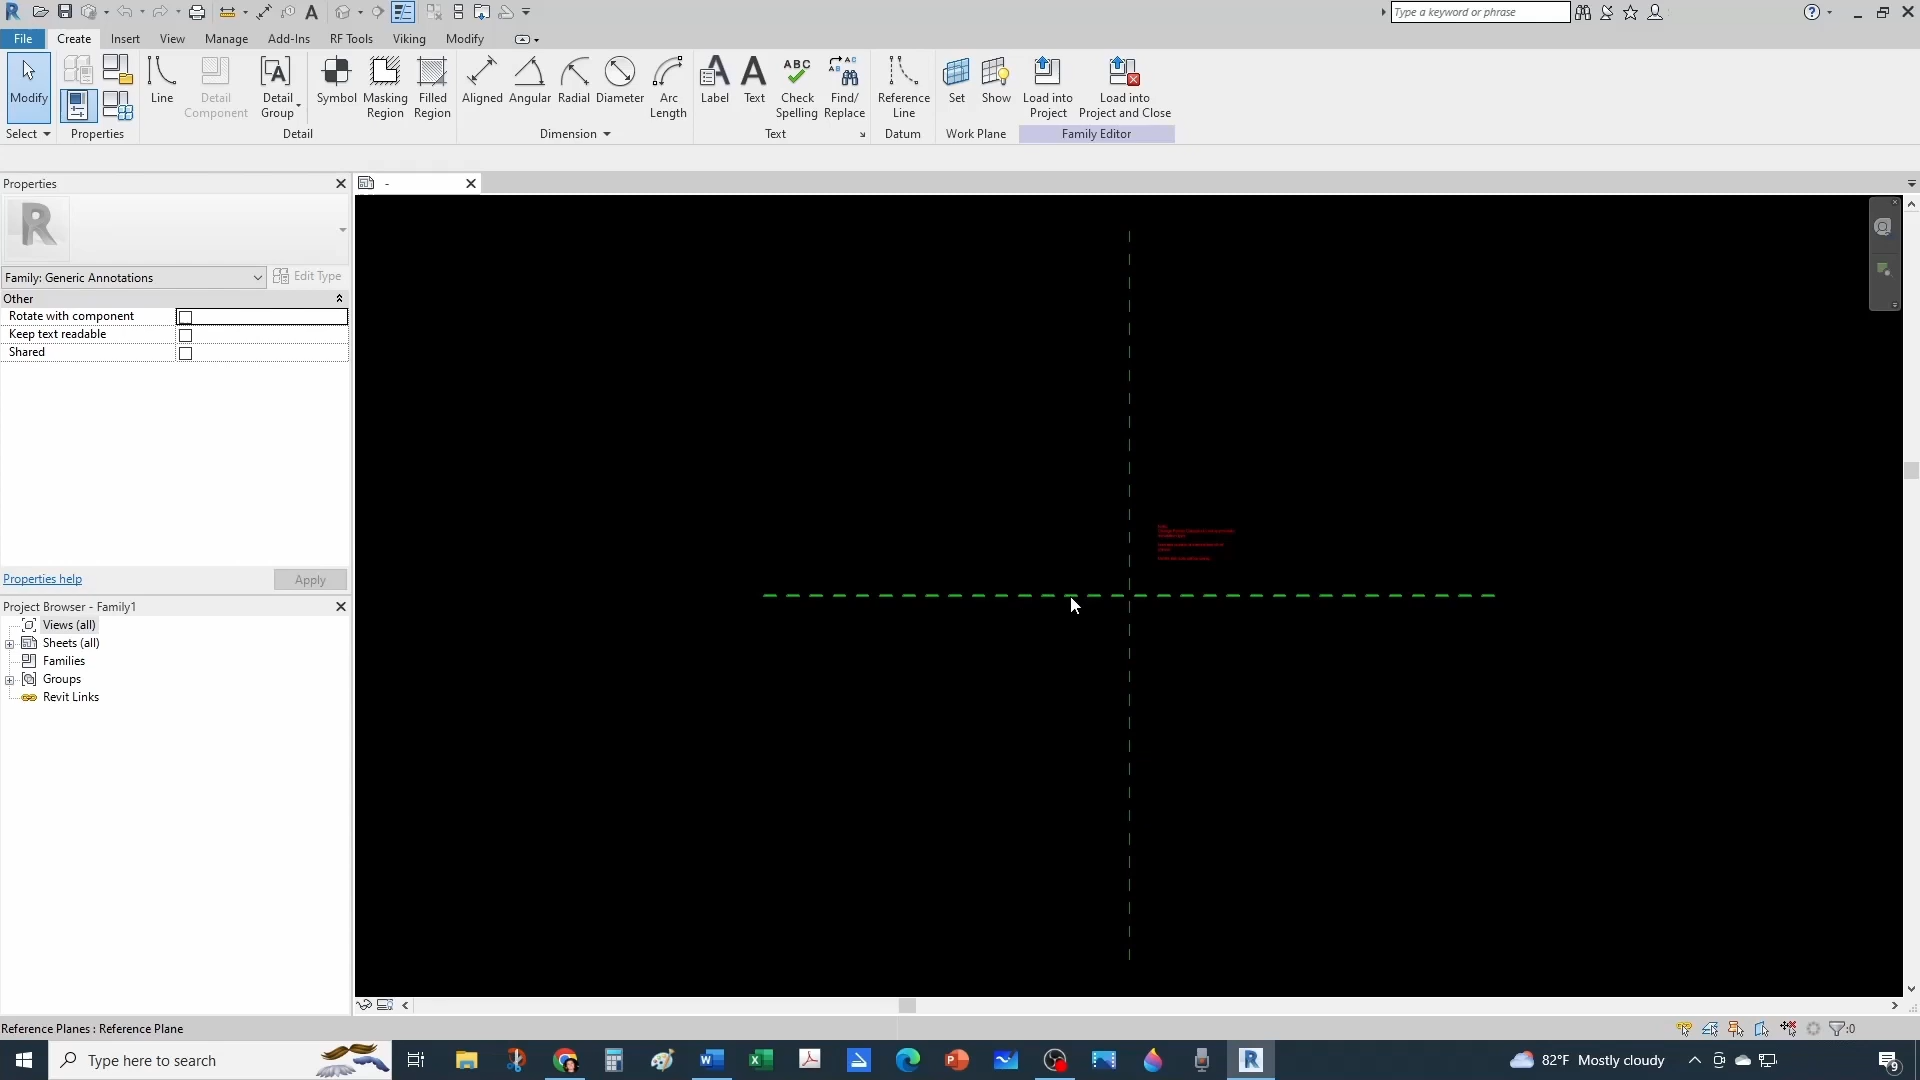 Type a keyword or phrase
File
Create
Insert
View
Manage
Add-Ins
RF Tools
Viking
Modify
Modify
Line
Detail
Component
Detail
Group
Symbol
Masking
Region
Filled
Region
Aligned
Angular
Radial
Diameter
Arc
Length
Label
Text
ABC
Check
Spelling
Find/
Replace
Reference
Line
Set
Show
Load into
Project
Load into
Project and Close
Select
Properties
Detail
Dimension
Text
Datum
Work Plane
Family Editor
Properties
-
Family: Generic Annotations
Edit Type
Other
Rotate with component
Keep text readable
Shared
Properties help
Apply
Project Browser - Family1
Views (all)
Sheets (all)
Families
Groups
Revit Links
Reference Planes : Reference Plane
:0
Type here to search
82°F Mostly cloudy
9